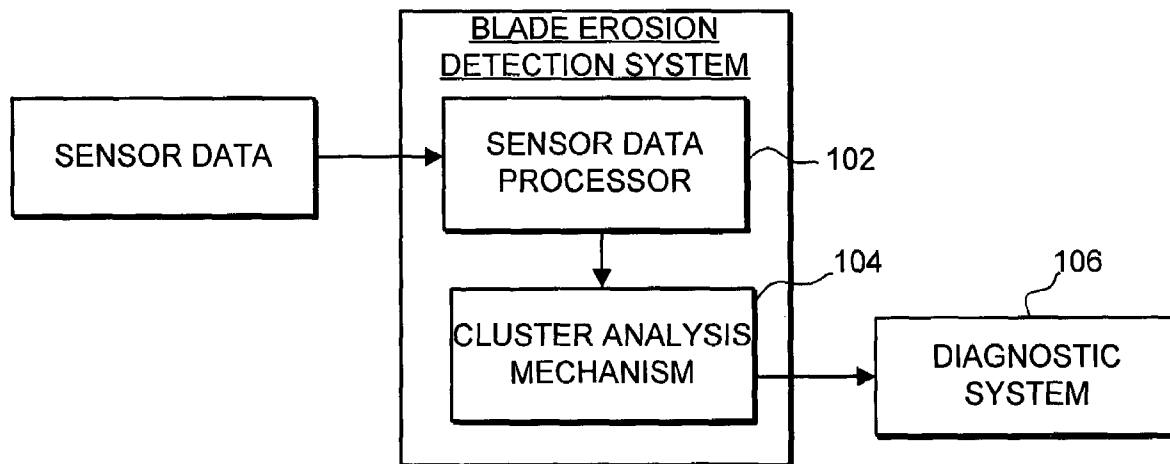 BLADE EROSION
DETECTION SYSTEM
SENSOR DATA
SENSOR DATA
PROCESSOR
102
104
CLUSTER ANALYSIS
MECHANISM
106
DIAGNOSTIC
SYSTEM